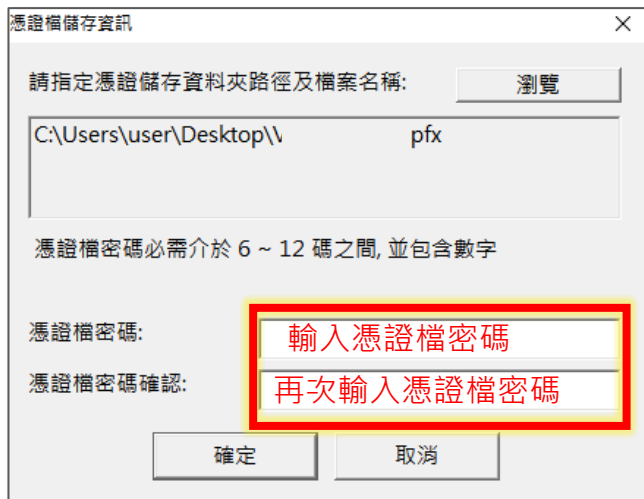 憑證檔儲存資訊
請指定憑證儲存資料夾路徑及檔案名稱:
瀏覽
C:\Users\user\Desktop\ pfx
憑證檔密碼必需介於 6 ~ 12 碼之間, 並包含數字
憑證檔密碼: 輸入憑證檔密碼
憑證檔密碼確認: 再次輸入憑證檔密碼
確定 取消